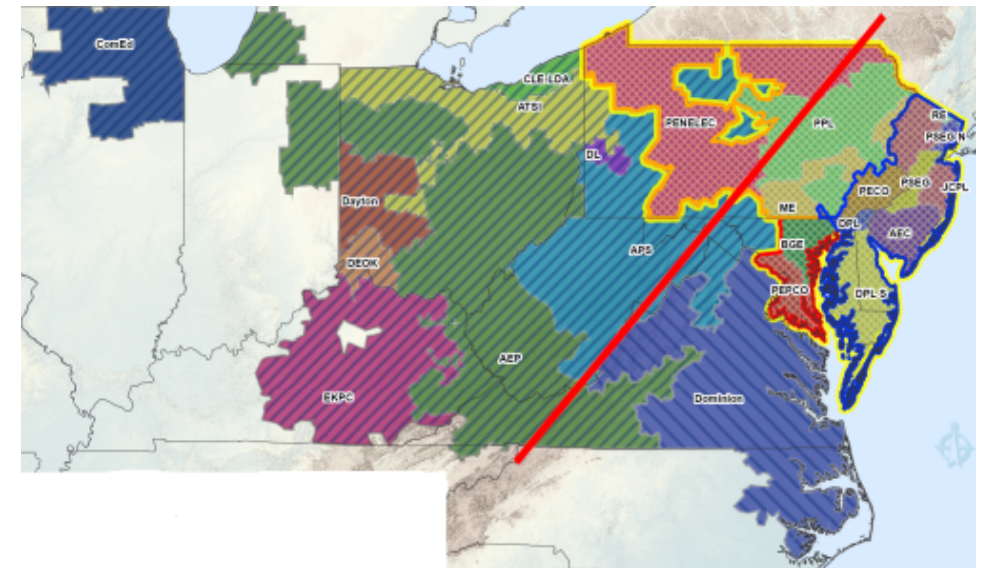 ComEd
CLE-LDA
ATSI
PENELEC
PPL
RE
PSEG N
DL
Dayton
PECO
PSEG
JCPL
ME
DPL
AEC
DEOK
APS
BGE
PEPCO
DPL S
AEP
EKPC
Dominion